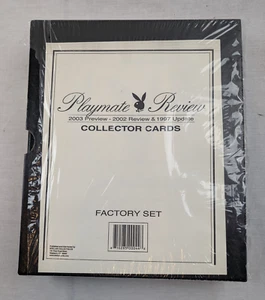 Playmate Review
2003 Preview - 2002 Review & 1997 Update
COLLECTOR CARDS
FACTORY SET